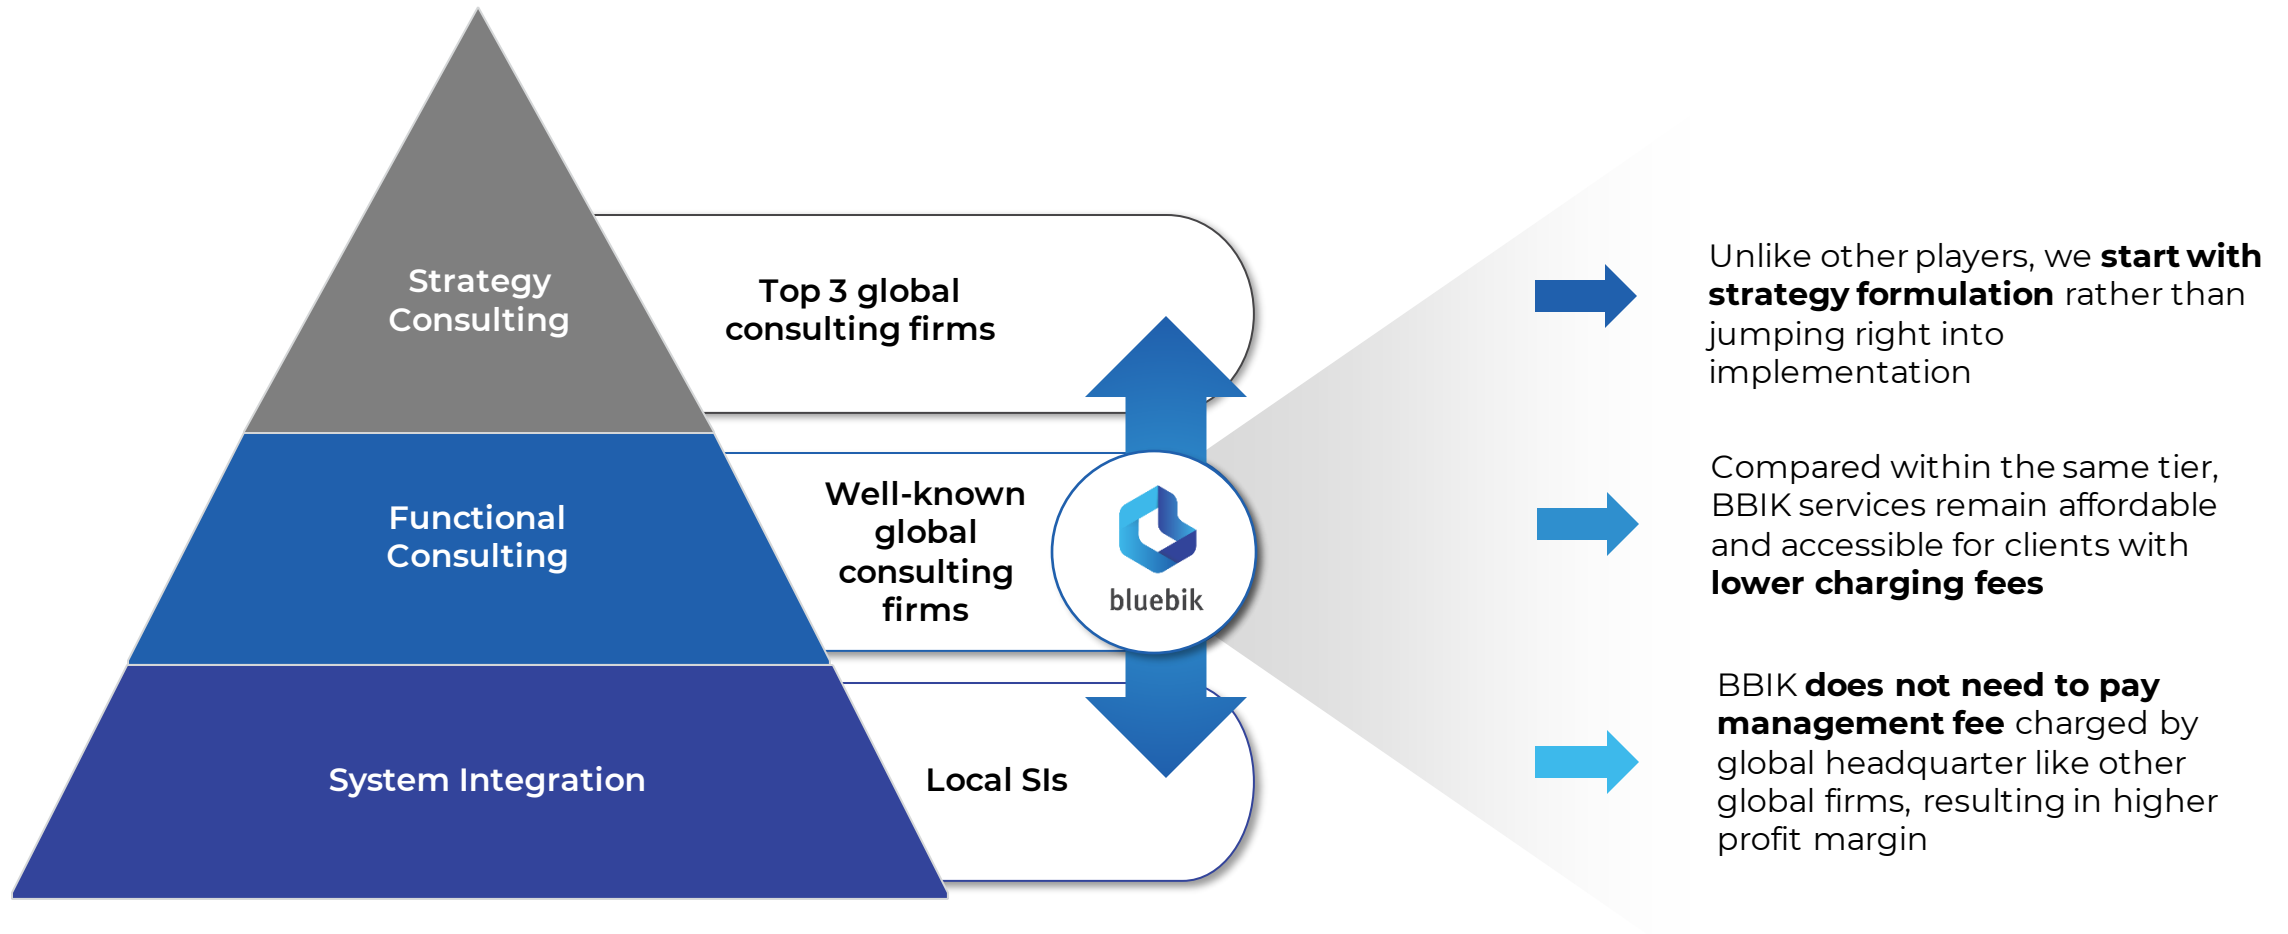 Strategy
Consulting
Top 3 global
consulting firms
Functional
Consulting
Well-known
global
consulting
firms
bluebik
System Integration
Local SIs
Unlike other players, we start with
strategy formulation rather than
jumping right into
implementation
Compared within the same tier,
BBIK services remain affordable
and accessible for clients with
lower charging fees
BBIK does not need to pay
management fee charged by
global headquarter like other
global firms, resulting in higher
profit margin